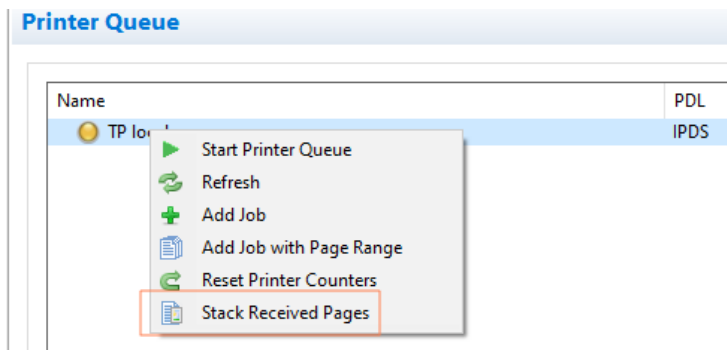 Printer Queue
Name PDL
TP IPDS
Start Printer Queue
Refresh
Add Job
Add Job with Page Range
Reset Printer Counters
Stack Received Pages